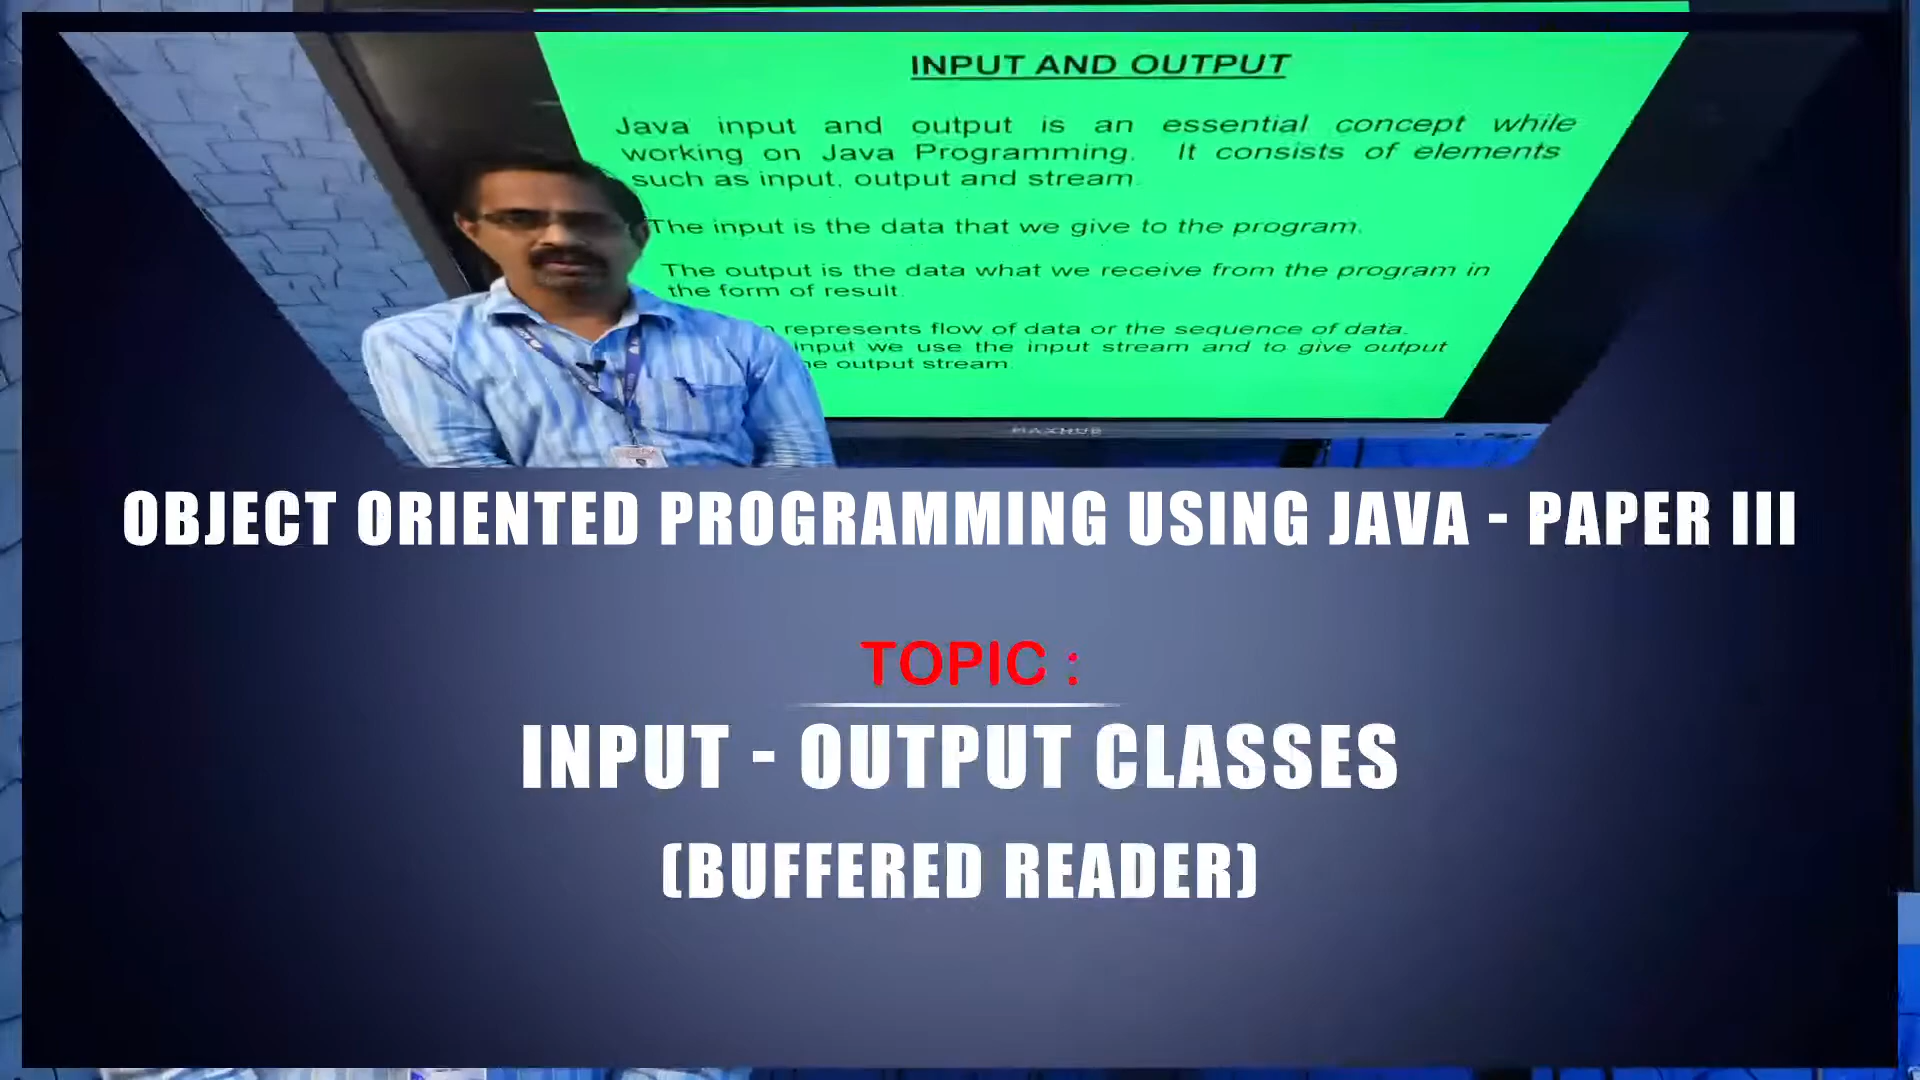 INPUT AND OUTPUT
Java input and output is an essential concept while
working on Java Programming. It consists of elements
such as input, output and stream.
The input is the data that we give to the program.
The output is the data what we receive from the program in
the form of result.
represents flow of data or the sequence of data.
input we use the input stream and to give output
output stream.
MAXHUB
OBJECT ORIENTED PROGRAMMING USING JAVA - PAPER III
TOPIC :
INPUT - OUTPUT CLASSES
(BUFFERED READER)